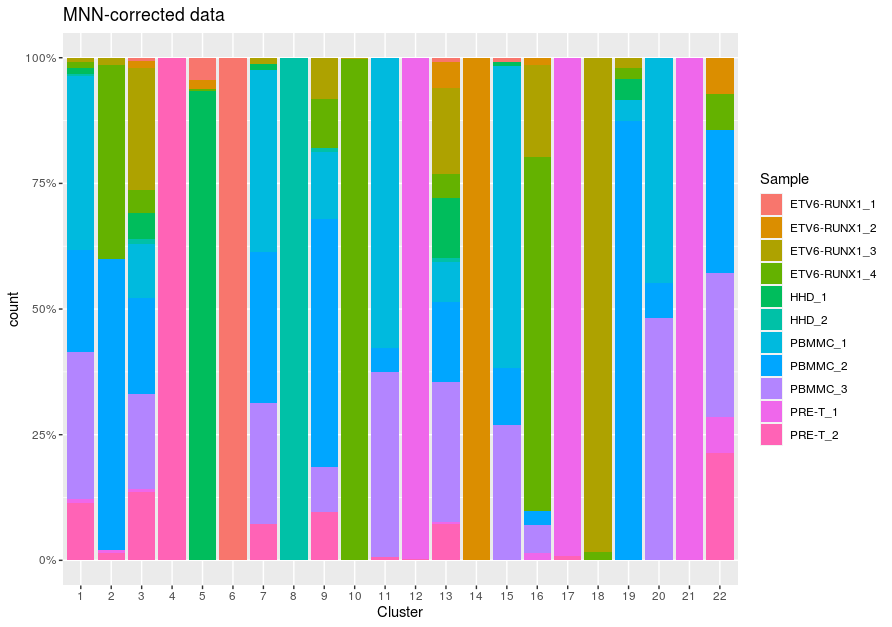 MNN-corrected data
100%
75%
50%
25%
0%
count
1 2 3 4 5 6 7 8 9 10 11 12 13 14 15 16 17 18 19 20 21 22
Cluster
Sample
ETV6-RUNX1_1
ETV6-RUNX1_2
ETV6-RUNX1_3
ETV6-RUNX1_4
HHD_1
HHD_2
PBMMC_1
PBMMC_2
PBMMC_3
PRE-T_1
PRE-T_2